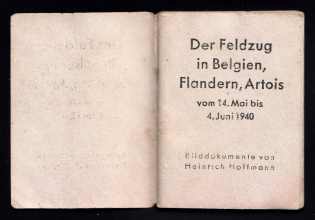 Der Feldzug
in Belgien,
Flandern, Artois
vom 14. Mai bis
4. Juni 1940
Bilddokumente von
Heinrich Hoffmann